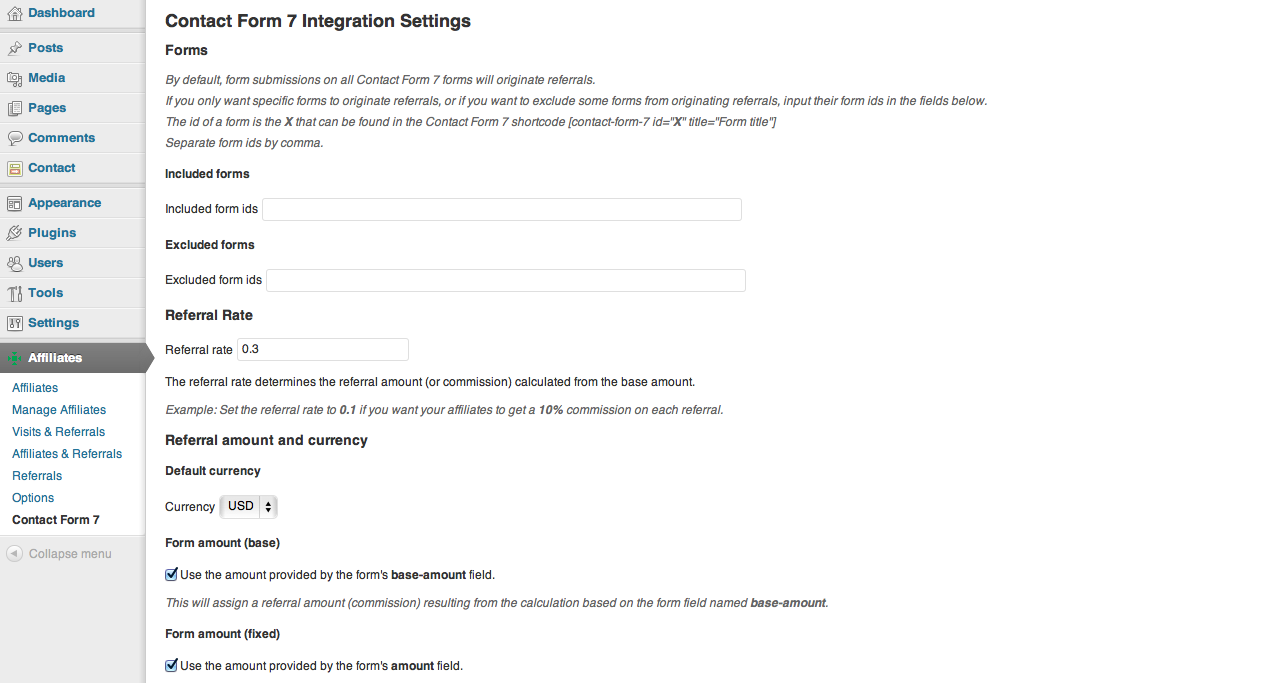 Dashboard
Posts
Media
Pages
Comments
Contact
Appearance
Plugins
Users
Tools
Settings
Affiliates
Affiliates
Manage Affiliates
Visits & Referrals
Affiliates & Referrals
Referrals
Options
Contact Form 7
Collapse menu
Contact Form 7 Integration Settings
Forms
By default, form submissions on all Contact Form 7 forms will originate referrals.
If you only want specific forms to originate referrals, or if you want to exclude some forms from originating referrals, input their form ids in the fields below.
The id of a form is the X that can be found in the Contact Form 7 shortcode [contact-form-7 id="X" title="Form title"]
Separate form ids by comma.
Included forms
Included form ids
Excluded forms
Excluded form ids
Referral Rate
Referral rate 0.3
The referral rate determines the referral amount (or commission) calculated from the base amount.
Example: Set the referral rate to 0.1 if you want your affiliates to get a 10% commission on each referral.
Referral amount and currency
Default currency
Currency USD
Form amount (base)
Use the amount provided by the form's base-amount field.
This will assign a referral amount (commission) resulting from the calculation based on the form field named base-amount.
Form amount (fixed)
Use the amount provided by the form's amount field.